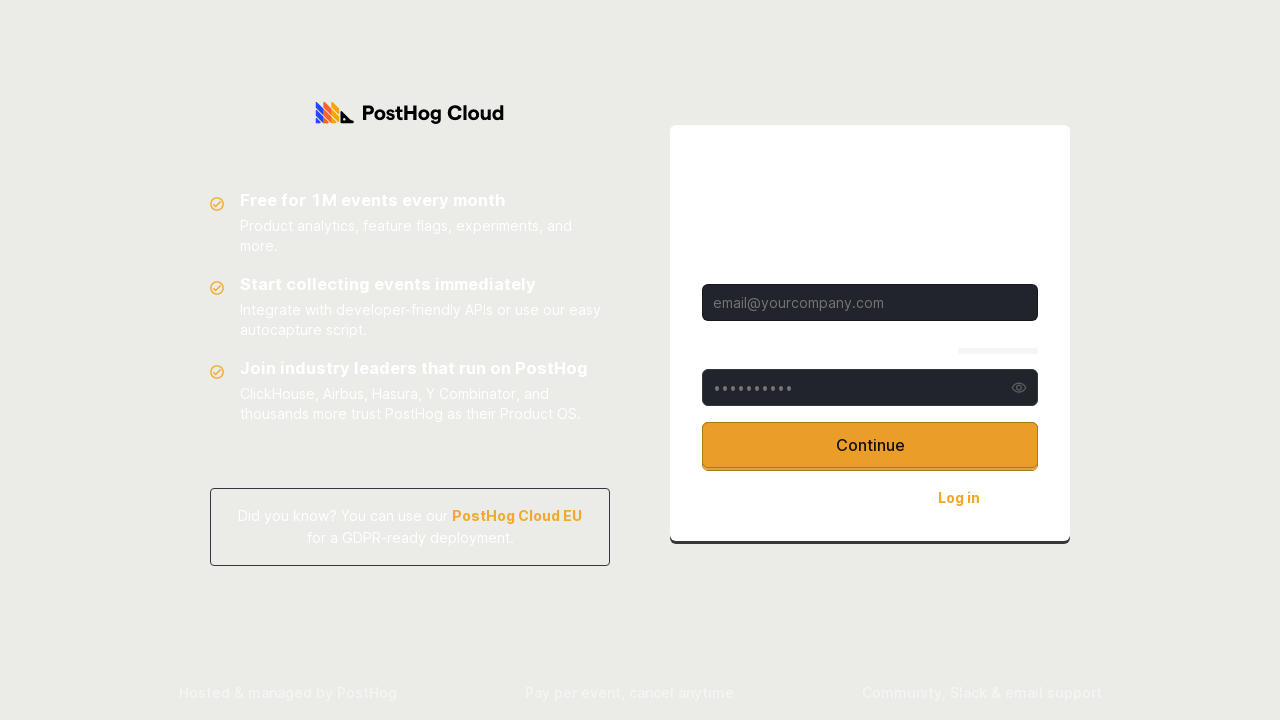 PostHog Cloud
Free for 1M events every month
Product analytics, feature flags, experiments, and
more.
Start collecting events immediately
Integrate with developer-friendly APIs or use our easy
autocapture script.
Join industry leaders that run on PostHog
ClickHouse, Airbus, Hasura, Y Combinator, and
thousands more trust PostHog as their Product OS.
Did you know? You can use our PostHog Cloud EU
for a GDPR-ready deployment.
email@yourcompany.com
••••••••••
Continue
Log in
Hosted & managed by PostHog
Pay per event, cancel anytime
Community, Slack & email support